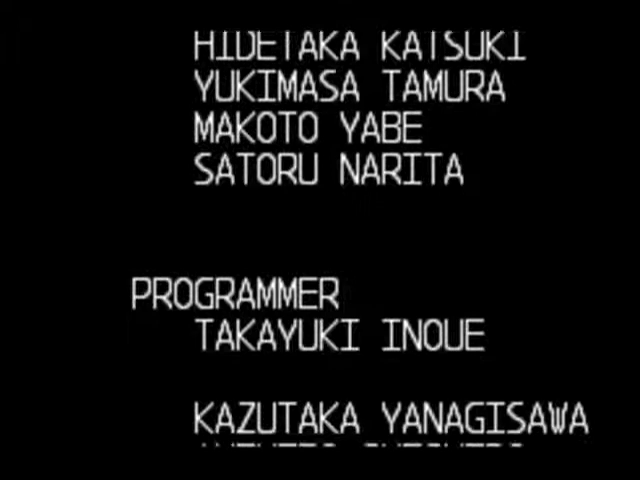 HIDETAKA KATSUKI
YUKIMASA TAMURA
MAKOTO YABE
SATORU NARITA
PROGRAMMER
TAKAYUKI INOUE
KAZUTAKA YANAGISAWA